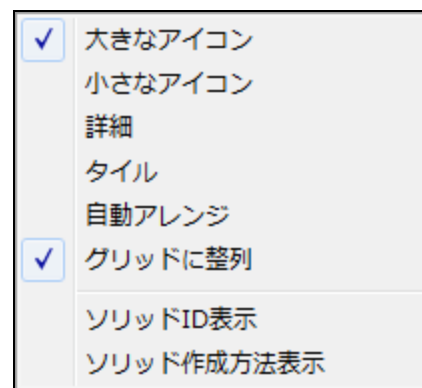 大きなアイコン
小さなアイコン
詳細
タイル
自動アレンジ
グリッドに整列
ソリッドID表示
ソリッド作成方法表示